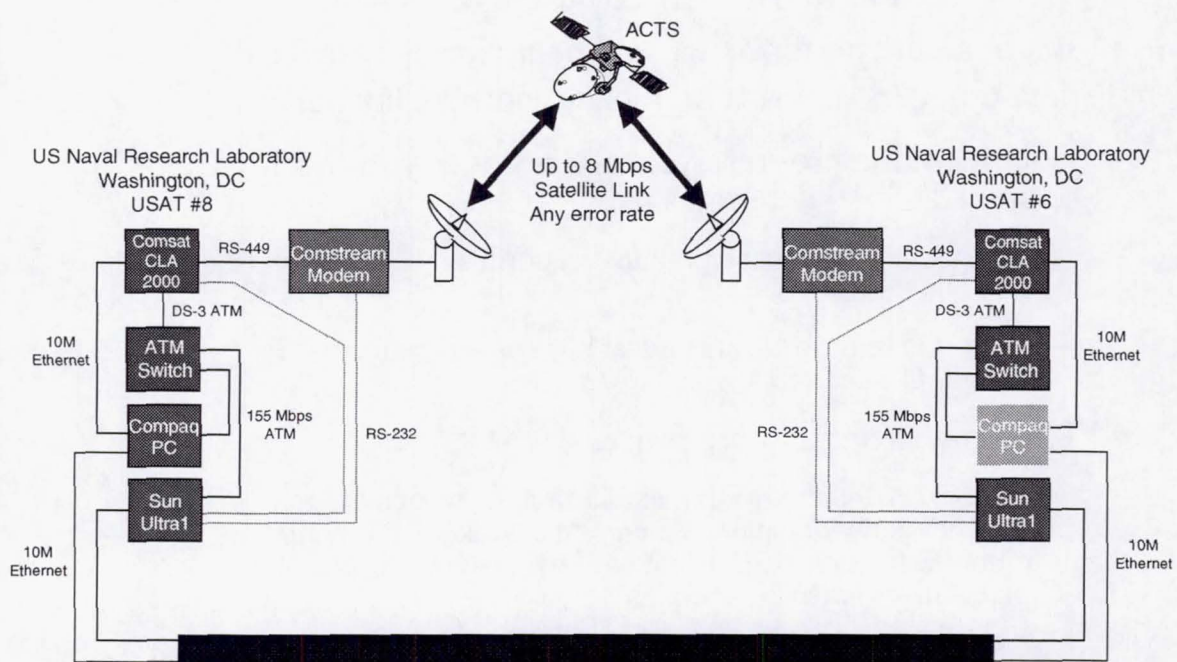 ACTS
US Naval Research Laboratory
Washington, DC
USAT #8
Up to 8 Mbps
Satellite Link
Any error rate
US Naval Research Laboratory
Washington, DC
USAT #6
Comsat
CLA
2000
RS-449
Comstream
Modem
Comstream
Modem
RS-449
Comsat
CLA
2000
DS-3 ATM
DS-3 ATM
10M
Ethernet
ATM
Switch
ATM
Switch
10M
Ethernet
Compaq
PC
155 Mbps
ATM
RS-232
RS-232
155 Mbps
ATM
Compaq
PC
Sun
Ultra1
Sun
Ultra1
10M
Ethernet
10M
Ethernet